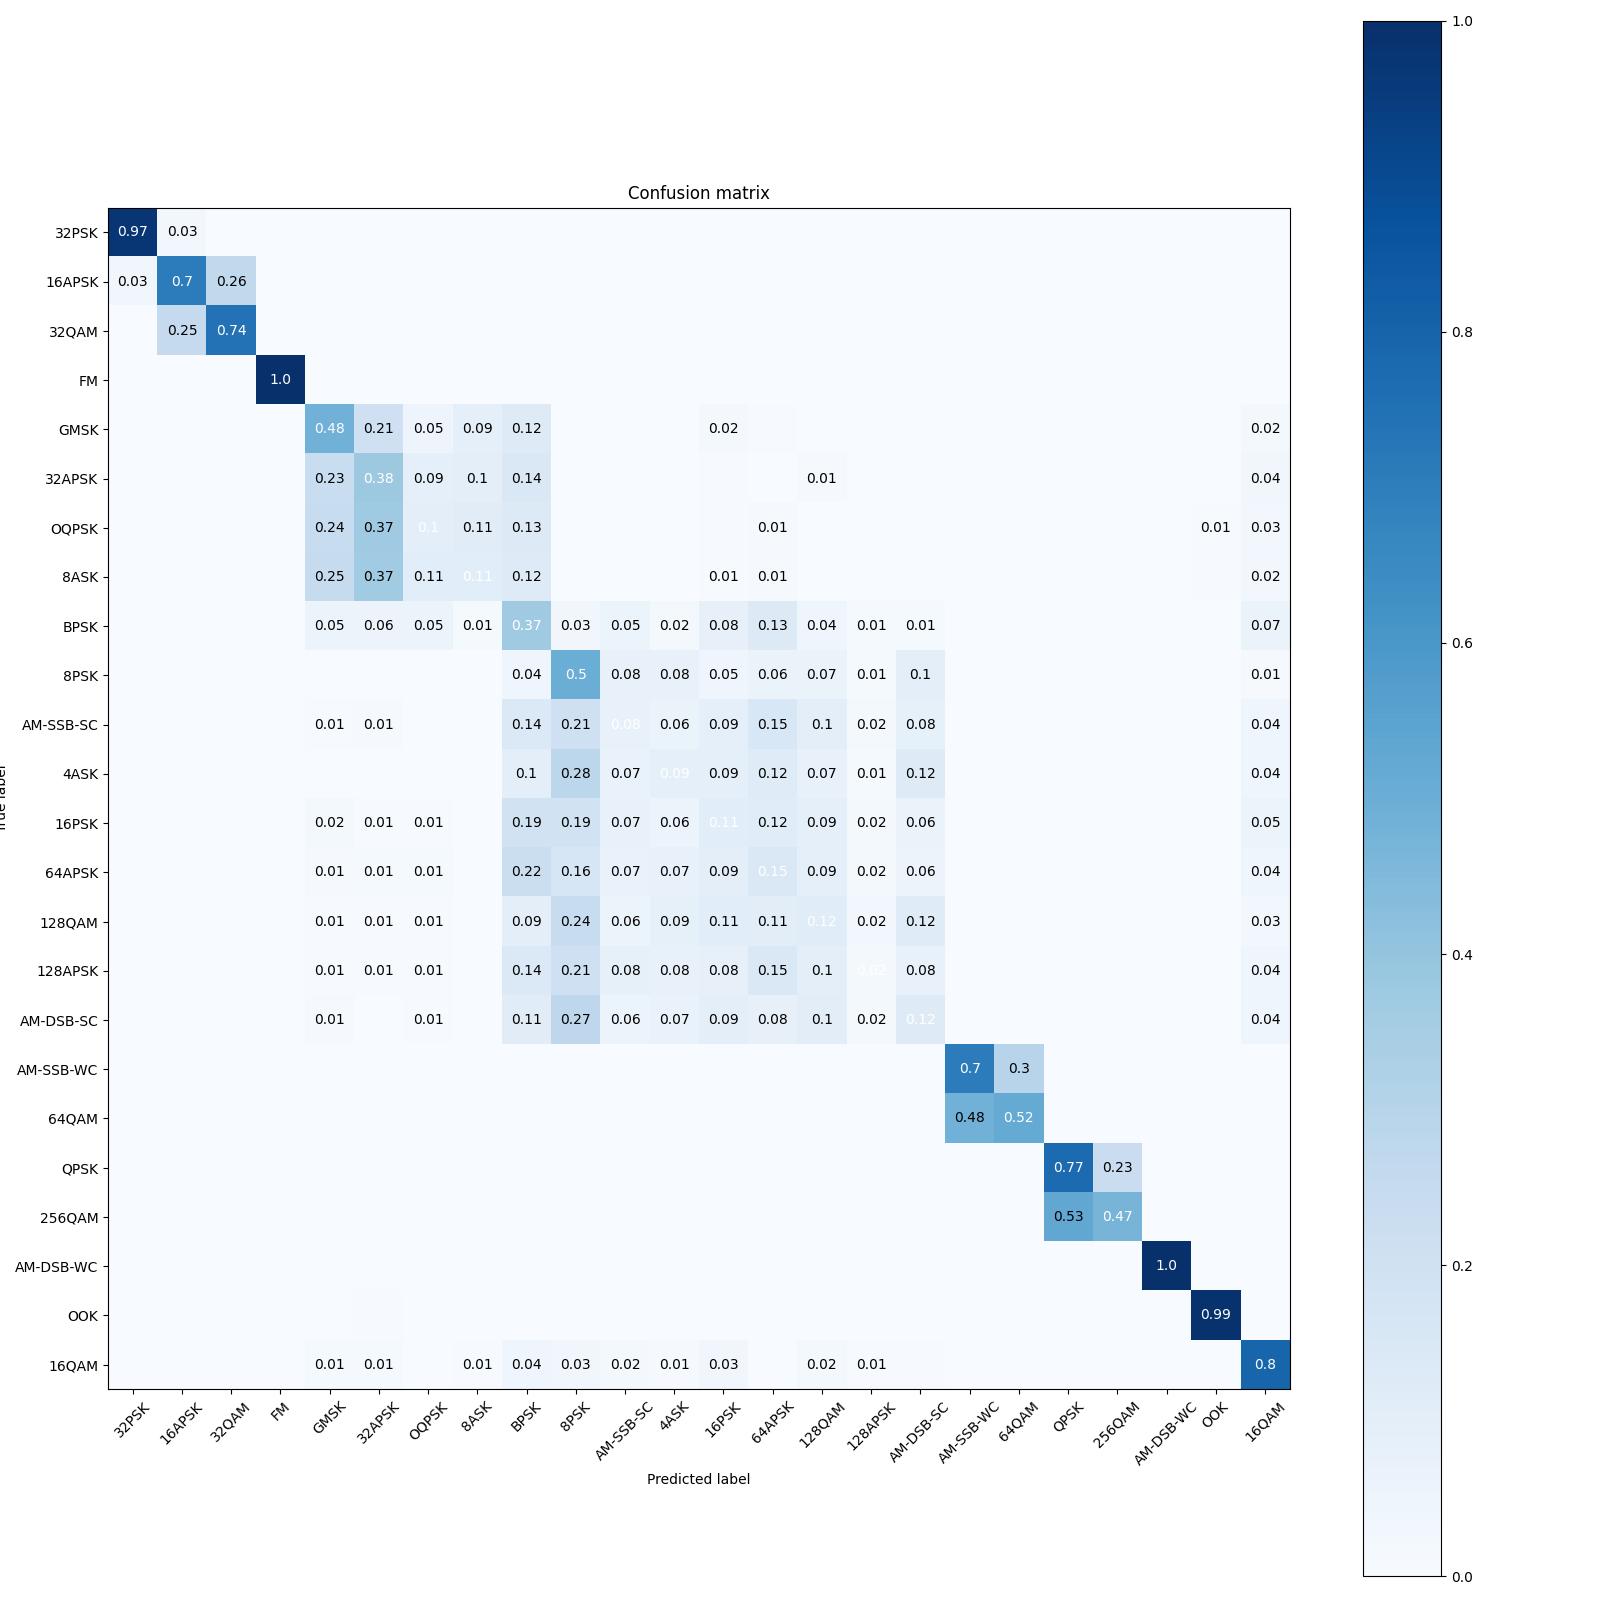 Confusion matrix
32PSK 0.97 0.03
16APSK 0.03 0.7 0.26
32QAM 0.25 0.74
FM 1.0
GMSK 0.48 0.21 0.05 0.09 0.12 0.02 0.02
32APSK 0.23 0.38 0.09 0.1 0.14 0.01 0.04
OQPSK 0.24 0.37 0.1 0.11 0.13 0.01 0.01 0.03
8ASK 0.25 0.37 0.11 0.11 0.12 0.01 0.01 0.02
BPSK 0.05 0.06 0.05 0.01 0.37 0.03 0.05 0.02 0.08 0.13 0.04 0.01 0.01 0.07
8PSK 0.04 0.5 0.08 0.08 0.05 0.06 0.07 0.01 0.1 0.01
AM-SSB-SC 0.01 0.01 0.14 0.21 0.08 0.06 0.09 0.15 0.1 0.02 0.08 0.04
4ASK 0.1 0.28 0.07 0.09 0.09 0.12 0.07 0.01 0.12 0.04
16PSK 0.02 0.01 0.01 0.19 0.19 0.07 0.06 0.11 0.12 0.09 0.02 0.06 0.05
64APSK 0.01 0.01 0.01 0.22 0.16 0.07 0.07 0.09 0.15 0.09 0.02 0.06 0.04
128QAM 0.01 0.01 0.01 0.09 0.24 0.06 0.09 0.11 0.11 0.12 0.02 0.12 0.03
128APSK 0.01 0.01 0.01 0.14 0.21 0.08 0.08 0.08 0.15 0.1 0.02 0.08 0.04
AM-DSB-SC 0.01 0.01 0.11 0.27 0.06 0.07 0.09 0.08 0.1 0.02 0.12 0.04
AM-SSB-WC 0.7 0.3
64QAM 0.48 0.52
QPSK 0.77 0.23
256QAM 0.53 0.47
AM-DSB-WC 1.0
OOK 0.99
16QAM 0.01 0.01 0.01 0.04 0.03 0.02 0.01 0.03 0.02 0.01 0.8
32PSK 16APSK 32QAM FM GMSK 32APSK OQPSK 8ASK BPSK 8PSK AM-SSB-SC 4ASK 16PSK 64APSK 128QAM 128APSK AM-DSB-SC AM-SSB-WC 64QAM QPSK 256QAM AM-DSB-WC OOK 16QAM
Predicted label
1.0
0.8
0.6
0.4
0.2
0.0